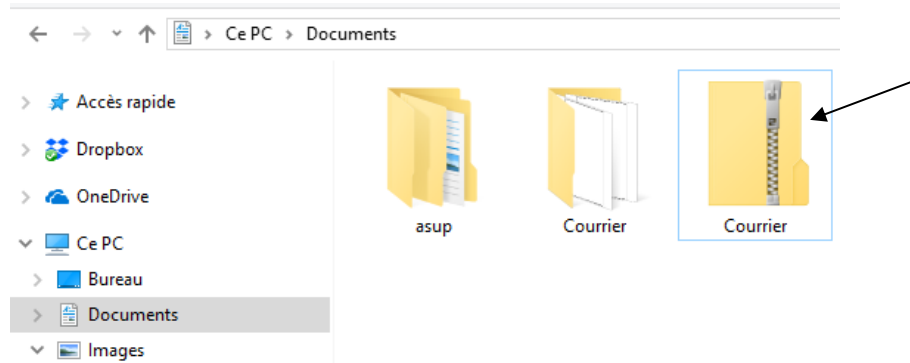 Ce PC > Documents
Accès rapide
Dropbox
OneDrive
Ce PC
Bureau
Documents
Images
asup
Courrier
Courrier